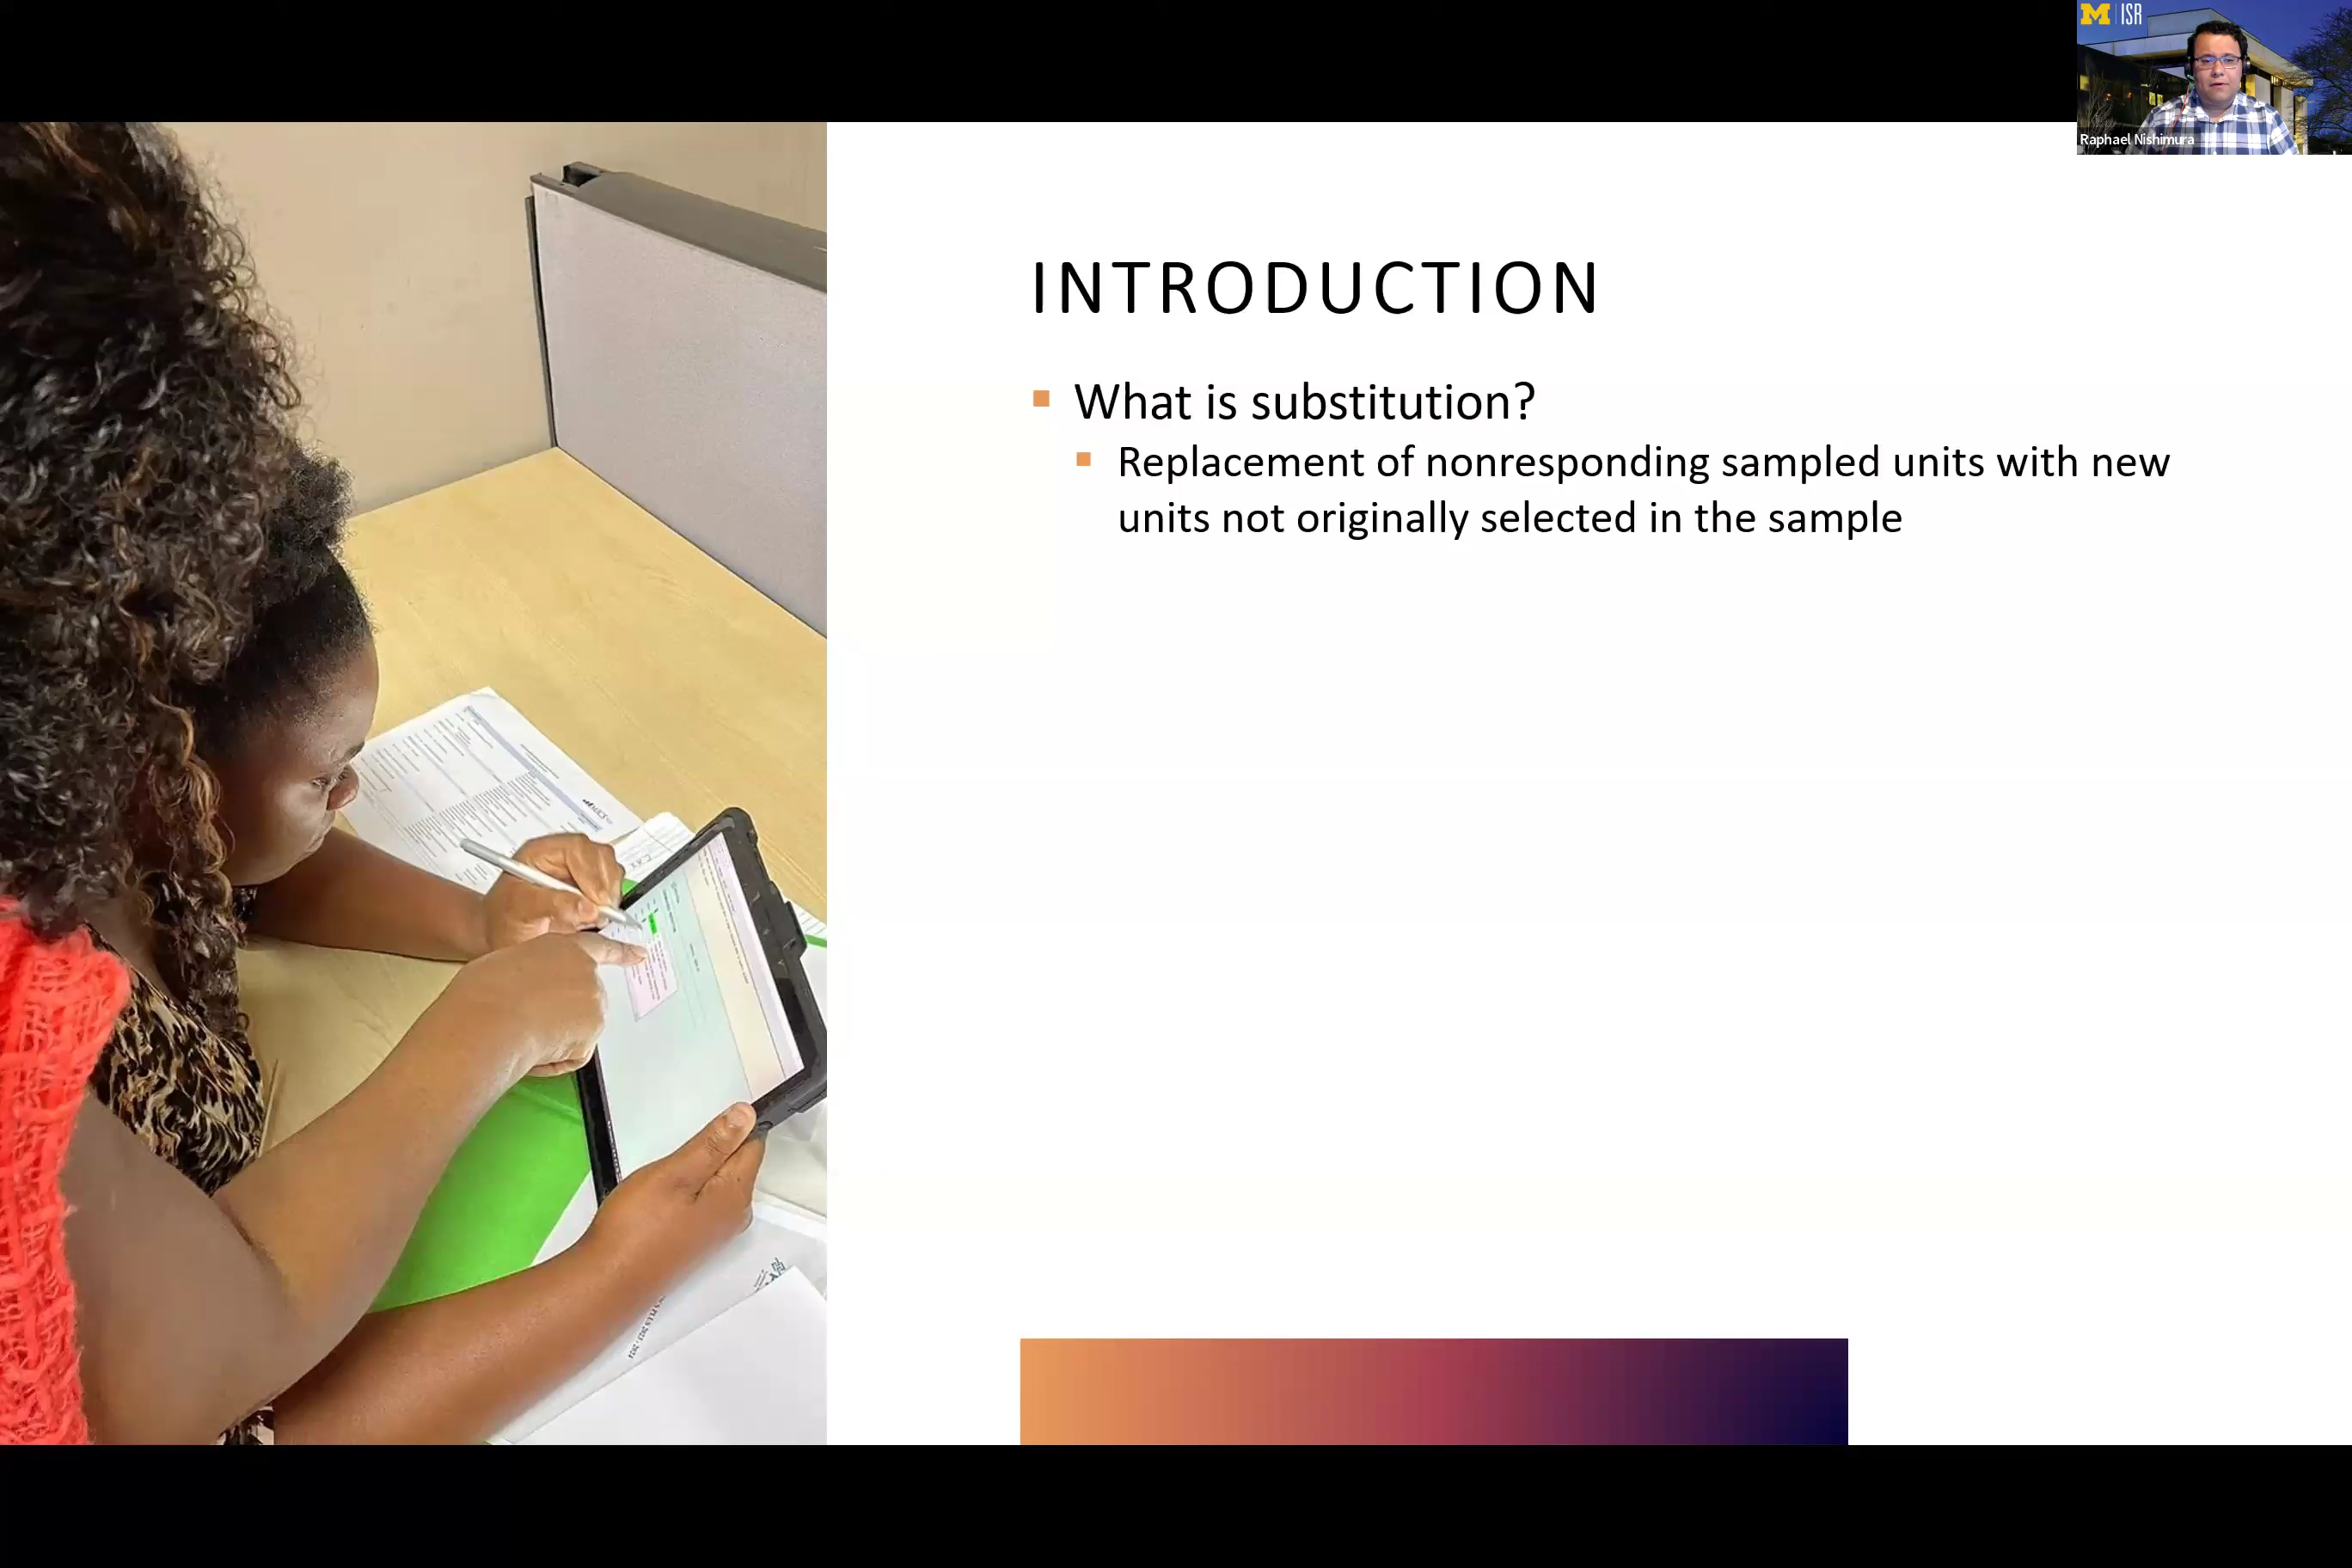 M | ISR
Raphael Nishimura
INTRODUCTION
What is substitution?
Replacement of nonresponding sampled units with new
units not originally selected in the sample